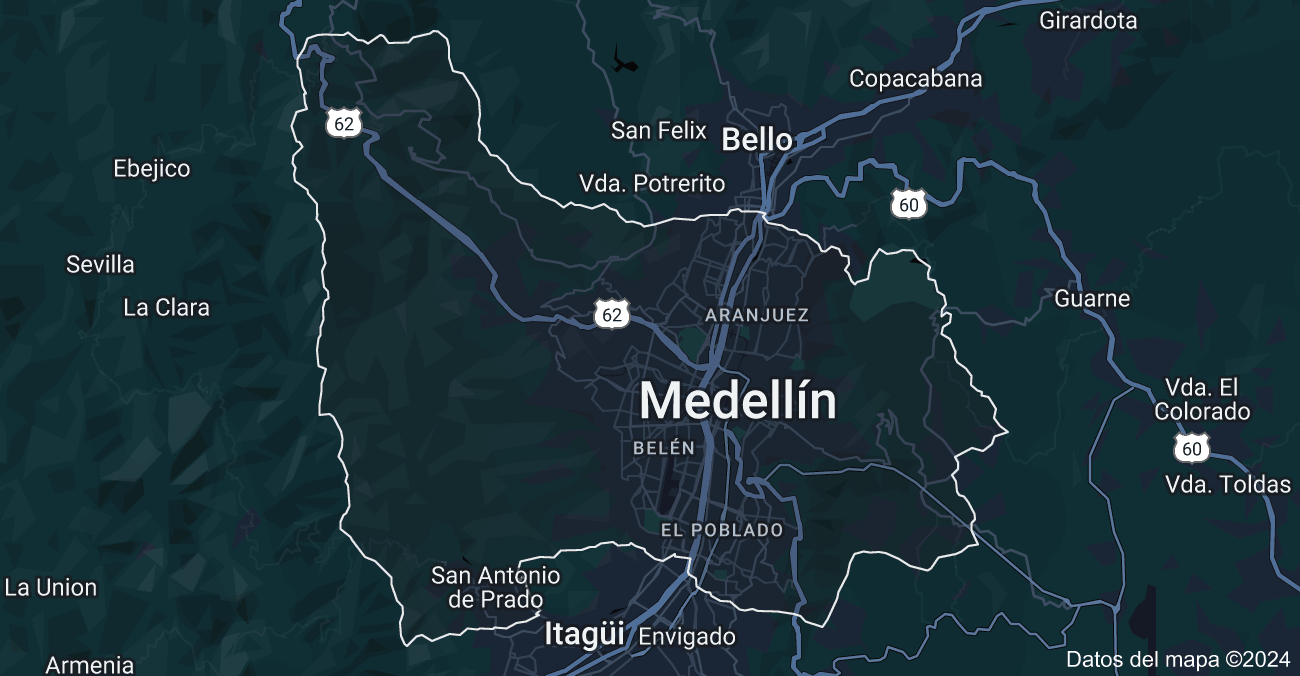 Girardota
Copacabana
62
San Felix
Bello
Ebejico
Vda. Potrerito
60
Sevilla
La Clara
Guarne
62
ARANJUEZ
Medellín
Vda. El
Colorado
BELÉN
60
Vda. Toldas
EL POBLADO
La Union
San Antonio
de Prado
Itagüi
Envigado
Armenia
Datos del mapa ©2024